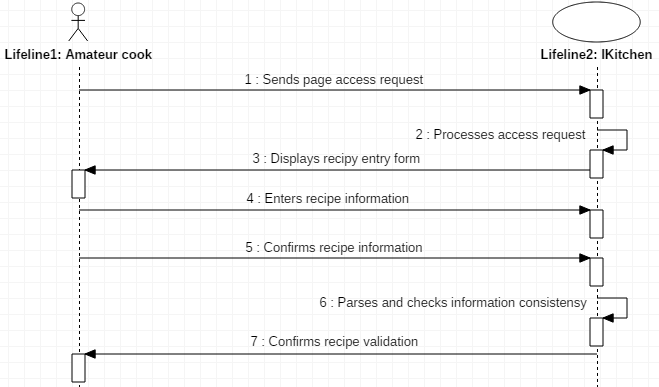 Lifeline1: Amateur cook
Lifeline2: IKitchen
1 : Sends page access request
2 : Processes access request
3 : Displays recipy entry form
4 : Enters recipe information
5 : Confirms recipe information
6 : Parses and checks information consistensy
7 : Confirms recipe validation